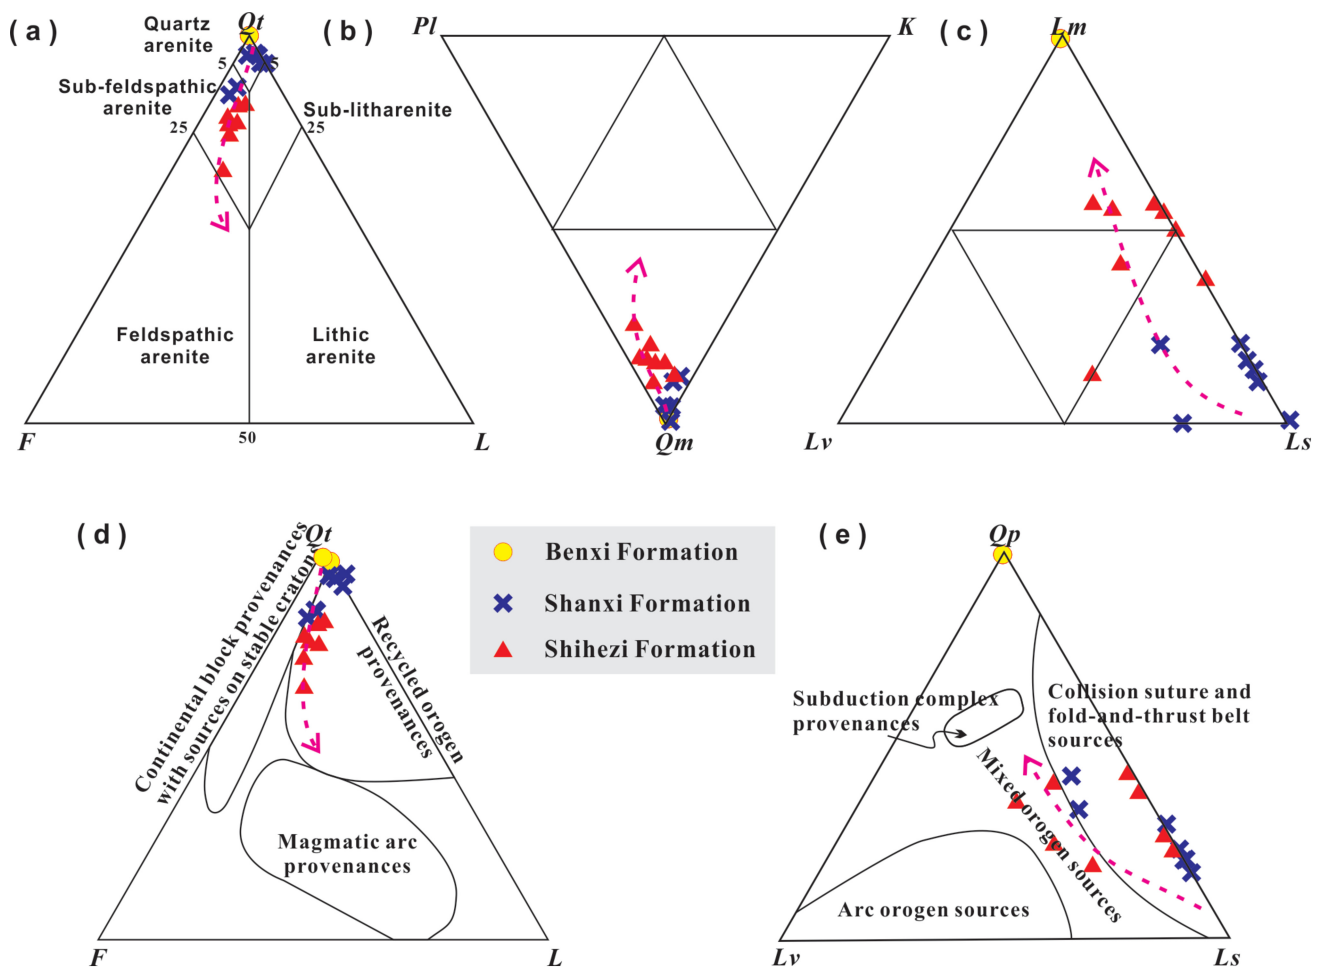 (a)
Qt
Quartz
arenite
5
5
Sub-feldspathic
arenite
Sub-litharenite
25
25
Feldspathic
arenite
Lithic
arenite
F
50
L
(b)
Pl
K
Qm
(c)
Lm
Lv
Ls
(d)
Qt
Continental block provenances
with sources on stable cratons
Recycled orogen
provenances
Magmatic arc
provenances
F
L
Benxi Formation
Shanxi Formation
Shihezi Formation
(e)
Qp
Subduction complex
provenances
Collision suture and
fold-and-thrust belt
sources
Mixed orogen sources
Arc orogen sources
Lv
Ls